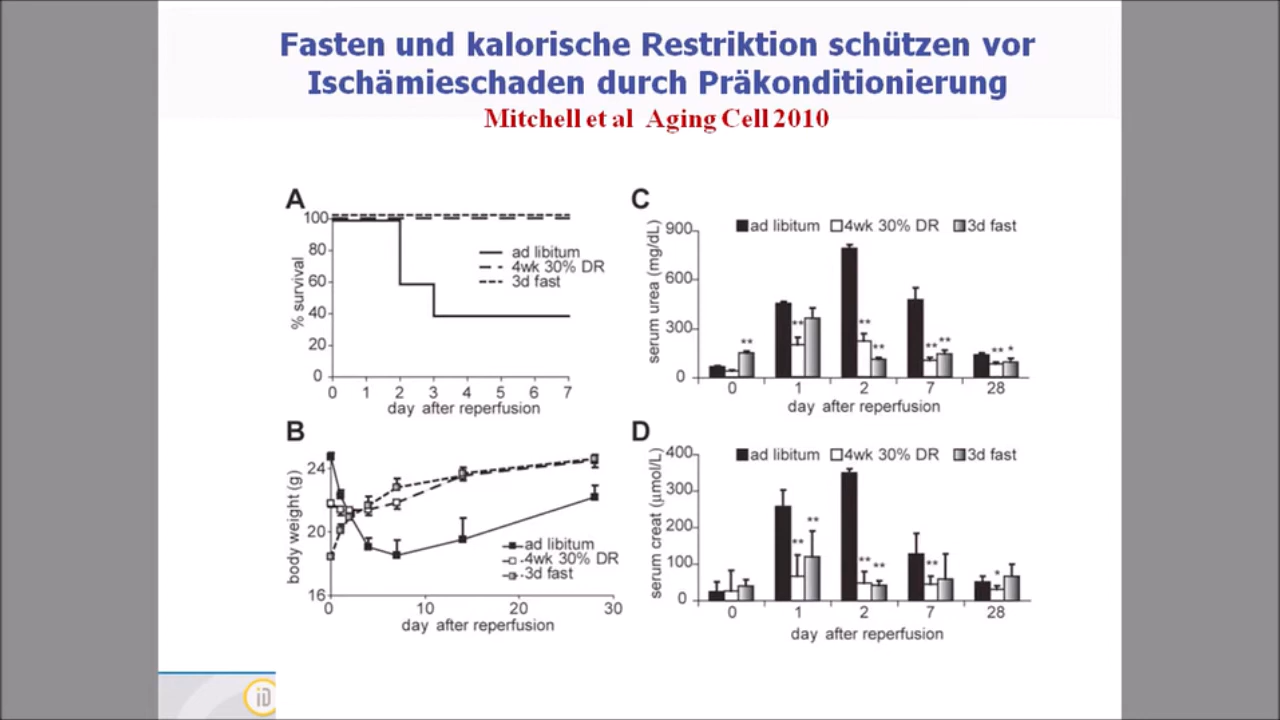 Fasten und kalorische Restriktion schützen vor
Ischämieschaden durch Präkonditionierung
Mitchell et al Aging Cell 2010
A
100
80
60
40
20
0
% survival
ad libitum
4wk 30% DR
3d fast
0 1 2 3 4 5 6 7
day after reperfusion
B
24
20
16
body weight (g)
ad libitum
4wk 30% DR
3d fast
0 10 20 30
day after reperfusion
C
900
600
300
0
serum urea (mg/dL)
ad libitum 4wk 30% DR 3d fast
**
**
** **
** **
** *
0 1 2 7 28
day after reperfusion
D
400
300
200
100
0
serum creat (µmol/L)
ad libitum 4wk 30% DR 3d fast
** **
** **
**
*
0 1 2 7 28
day after reperfusion
iD